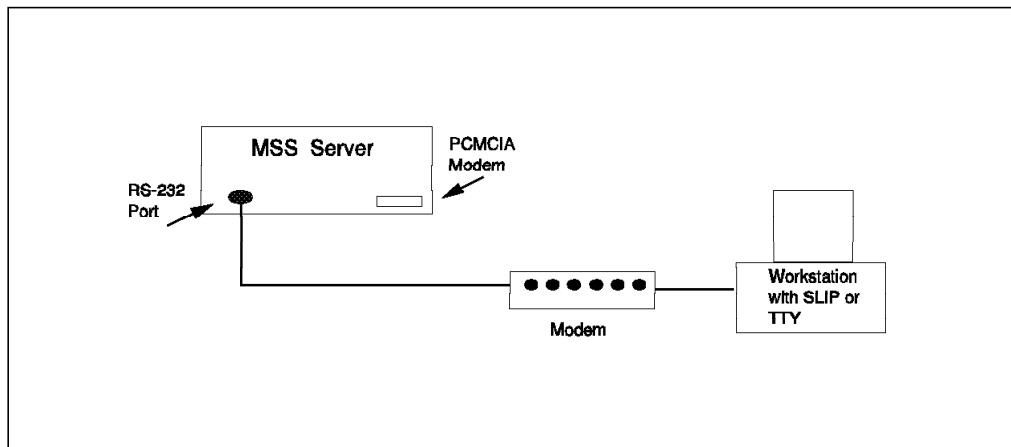 MSS Server
PCMCIA
Modem
RS-232
Port
Modem
Workstation
with SLIP or
TTY